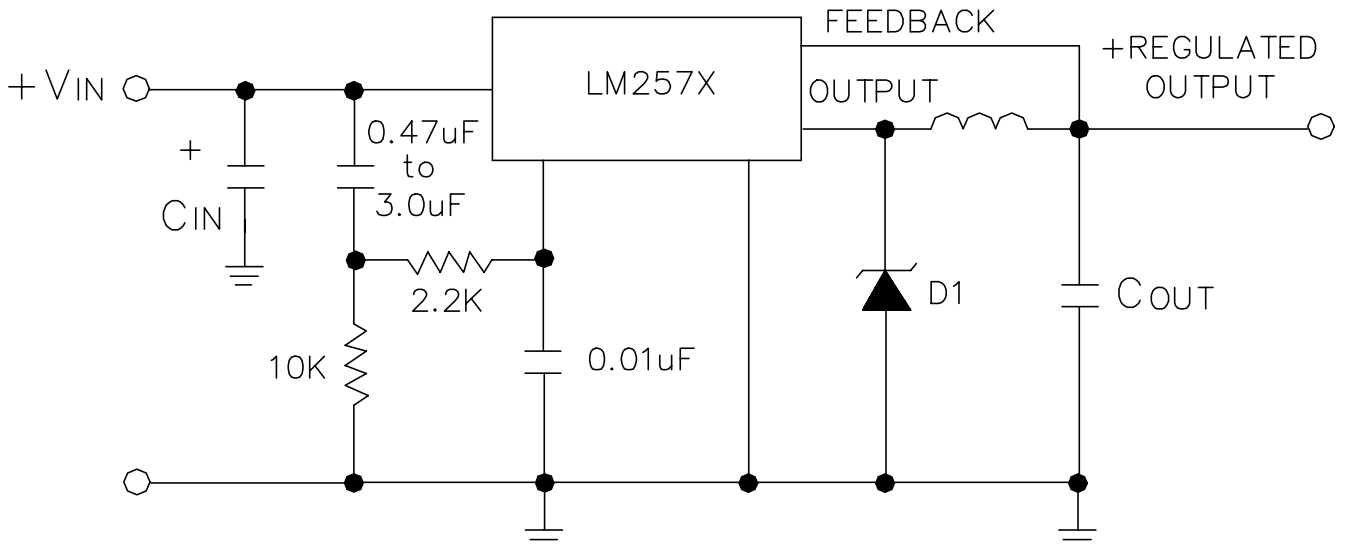 FEEDBACK
+REGULATED
OUTPUT
+VIN
LM257X
OUTPUT
0.47uF
to
3.0uF
+
CIN
2.2K
D1
COUT
10K
0.01uF